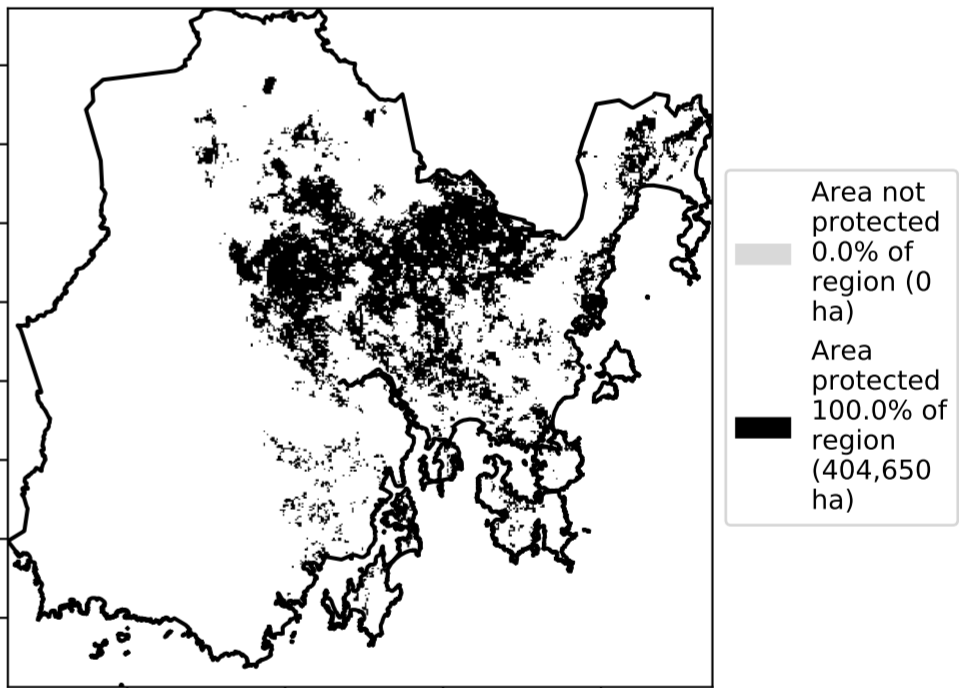 Area not
protected
0.0% of
region (0
ha)
Area
protected
100.0% of
region
(404,650
ha)